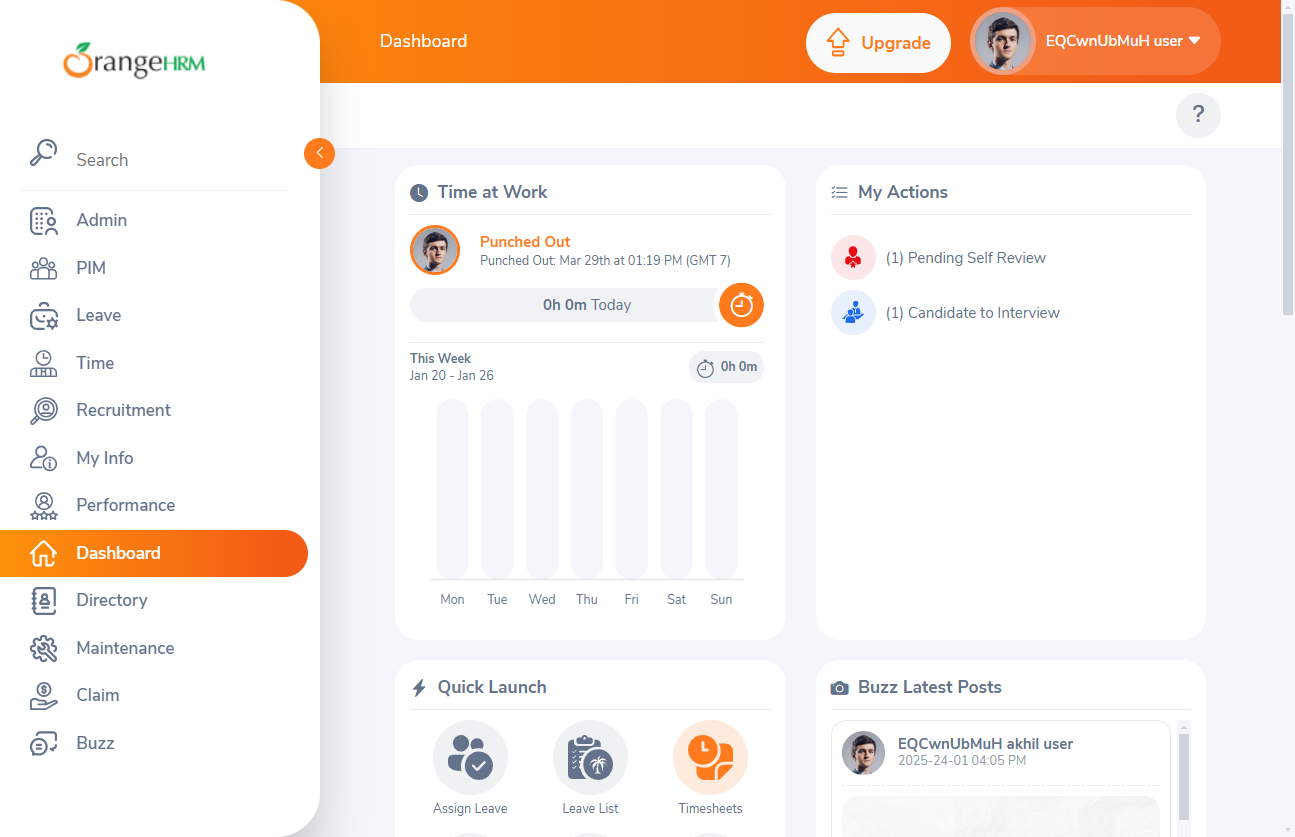 OrangeHRM
Dashboard
Upgrade
EQCwnUbMuH user
?
Search
Admin
PIM
Leave
Time
Recruitment
My Info
Performance
Dashboard
Directory
Maintenance
Claim
Buzz
Time at Work
Punched Out
Punched Out: Mar 29th at 01:19 PM (GMT 7)
0h 0m Today
This Week
Jan 20 - Jan 26
0h 0m
Mon Tue Wed Thu Fri Sat Sun
My Actions
(1) Pending Self Review
(1) Candidate to Interview
Quick Launch
Assign Leave Leave List Timesheets
Buzz Latest Posts
EQCwnUbMuH akhil user
2025-24-01 04:05 PM